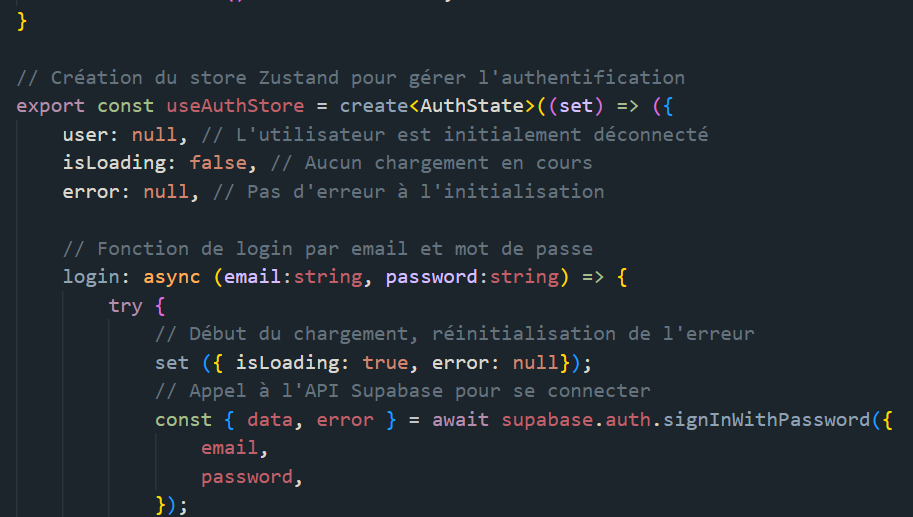 }
// Création du store Zustand pour gérer l'authentification
export const useAuthStore = create<AuthState>((set) => ({
user: null, // L'utilisateur est initialement déconnecté
isLoading: false, // Aucun chargement en cours
error: null, // Pas d'erreur à l'initialisation
// Fonction de login par email et mot de passe
login: async (email:string, password:string) => {
try {
// Début du chargement, réinitialisation de l'erreur
set ({ isLoading: true, error: null});
// Appel à l'API Supabase pour se connecter
const { data, error } = await supabase.auth.signInWithPassword({
email,
password,
});